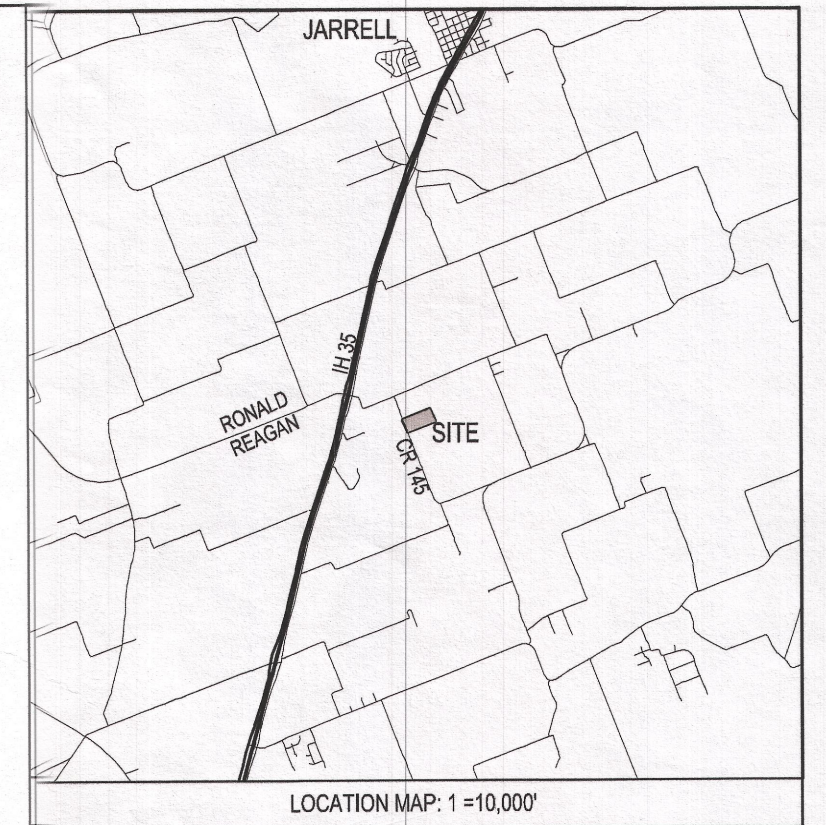 JARRELL
IH 35
RONALD
REAGAN
SITE
CR 145
LOCATION MAP: 1 =10,000'